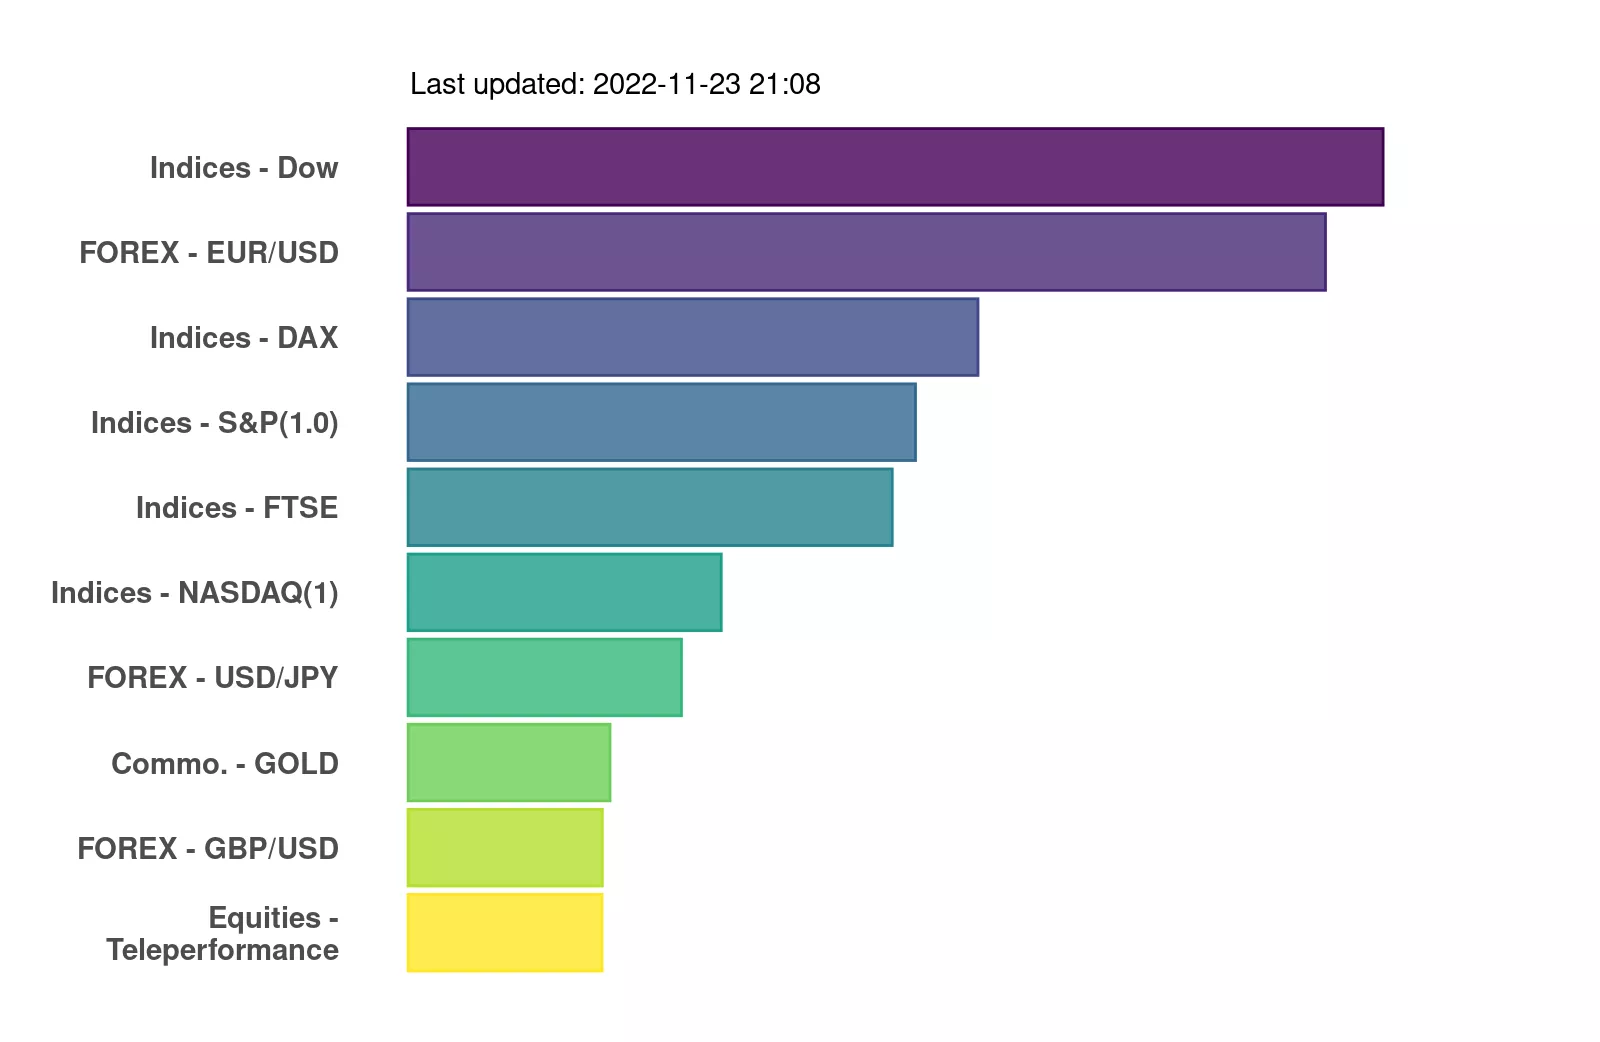 Last updated: 2022-11-23 21:08
Indices - Dow
FOREX - EUR/USD
Indices - DAX
Indices - S&P(1.0)
Indices - FTSE
Indices - NASDAQ(1)
FOREX - USD/JPY
Commo. - GOLD
FOREX - GBP/USD
Equities -
Teleperformance